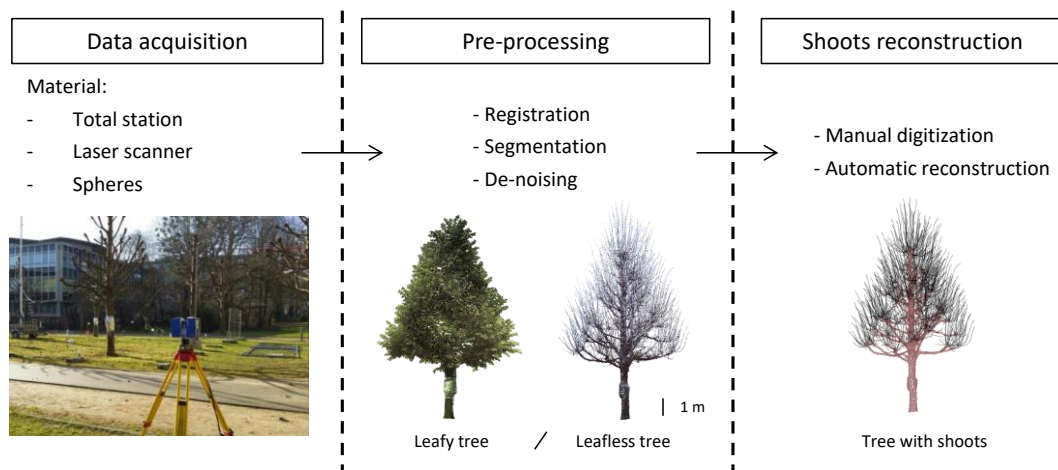 Data acquisition
Material:
- Total station
- Laser scanner
- Spheres
Pre-processing
- Registration
- Segmentation
- De-noising
1 m
Leafy tree / Leafless tree
Shoots reconstruction
- Manual digitization
- Automatic reconstruction
Tree with shoots